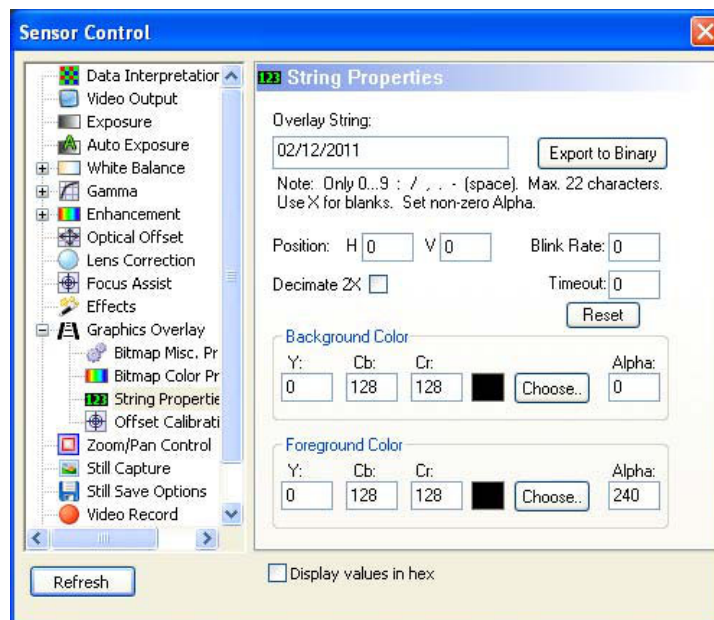 Sensor Control
Data Interpretation
Video Output
Exposure
Auto Exposure
White Balance
Gamma
Enhancement
Optical Offset
Lens Correction
Focus Assist
Effects
Graphics Overlay
Bitmap Misc. Pr
Bitmap Color Pr
String Propertie
Offset Calibrati
Zoom/Pan Control
Still Capture
Still Save Options
Video Record
Refresh
123 String Properties
Overlay String:
02/12/2011 Export to Binary
Note: Only 0...9 : / , . - (space). Max. 22 characters.
Use X for blanks. Set non-zero Alpha.
Position: H 0 V 0 Blink Rate: 0
Decimate 2X Timeout: 0
Reset
Background Color
Y: Cb: Cr: Alpha:
0 128 128 Choose.. 0
Foreground Color
Y: Cb: Cr: Alpha:
0 128 128 Choose.. 240
Display values in hex